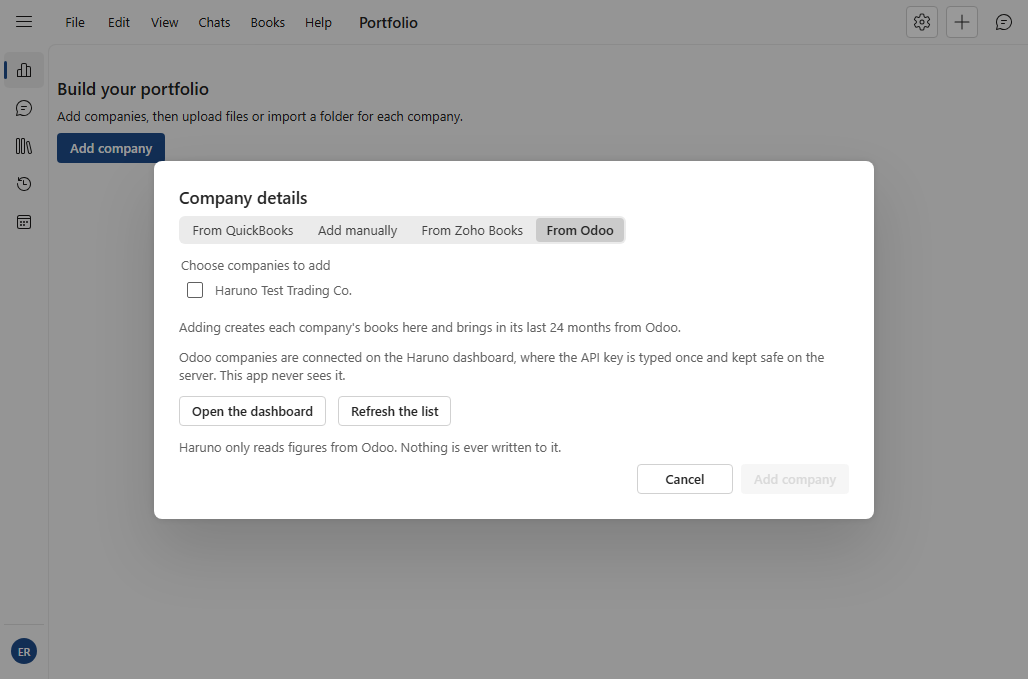 File Edit View Chats Books Help Portfolio
Build your portfolio
Add companies, then upload files or import a folder for each company.
Add company
Company details
From QuickBooks Add manually From Zoho Books From Odoo
Choose companies to add
Haruno Test Trading Co.
Adding creates each company's books here and brings in its last 24 months from Odoo.
Odoo companies are connected on the Haruno dashboard, where the API key is typed once and kept safe on the
server. This app never sees it.
Open the dashboard Refresh the list
Haruno only reads figures from Odoo. Nothing is ever written to it.
Cancel Add company
ER